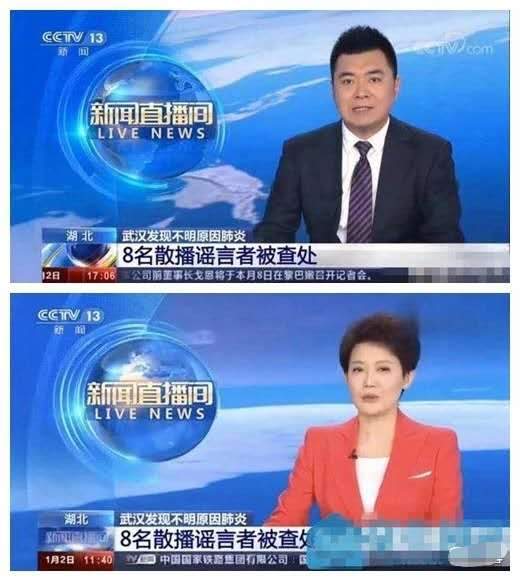 CCTV 13
新闻
CCTV.com
新闻直播间
LIVE NEWS
湖北
武汉发现不明原因肺炎
8名散播谣言者被查处
12日 17:06
公司前董事长戈恩将于本月8日在黎巴嫩召开记者会。
CCTV 13
新闻
新闻直播间
LIVE NEWS
湖北
武汉发现不明原因肺炎
新闻直播间
8名散播谣言者被查处
1月2日 11:40
中国国家铁路集团有限公司: